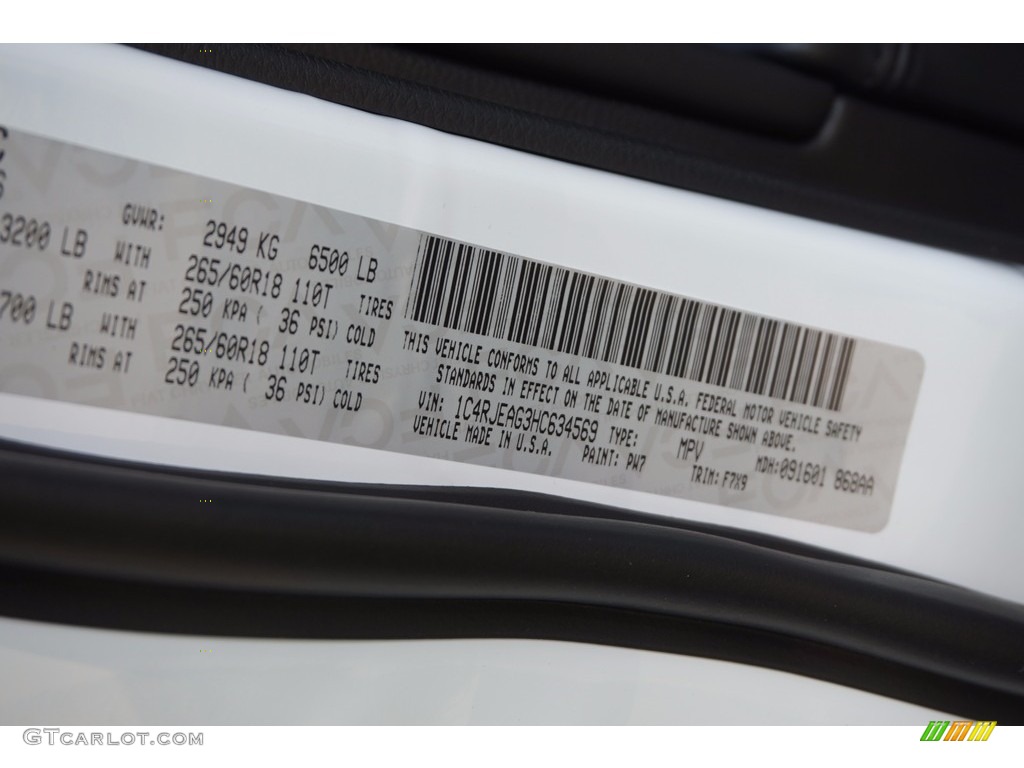 GVWR: 2949 KG 6500 LB
3200 LB WITH 265/60R18 110T TIRES
RIMS AT 250 KPA ( 36 PSI) COLD
700 LB WITH 265/60R18 110T TIRES
RIMS AT 250 KPA ( 36 PSI) COLD
THIS VEHICLE CONFORMS TO ALL APPLICABLE U.S.A. FEDERAL MOTOR VEHICLE SAFETY
STANDARDS IN EFFECT ON THE DATE OF MANUFACTURE SHOWN ABOVE.
VIN: 1C4RJEAG3HC634569 TYPE: MPV MDH:091601 868AA
VEHICLE MADE IN U.S.A. PAINT: PW7 TRIM: F7X9
GTCARLOT.COM